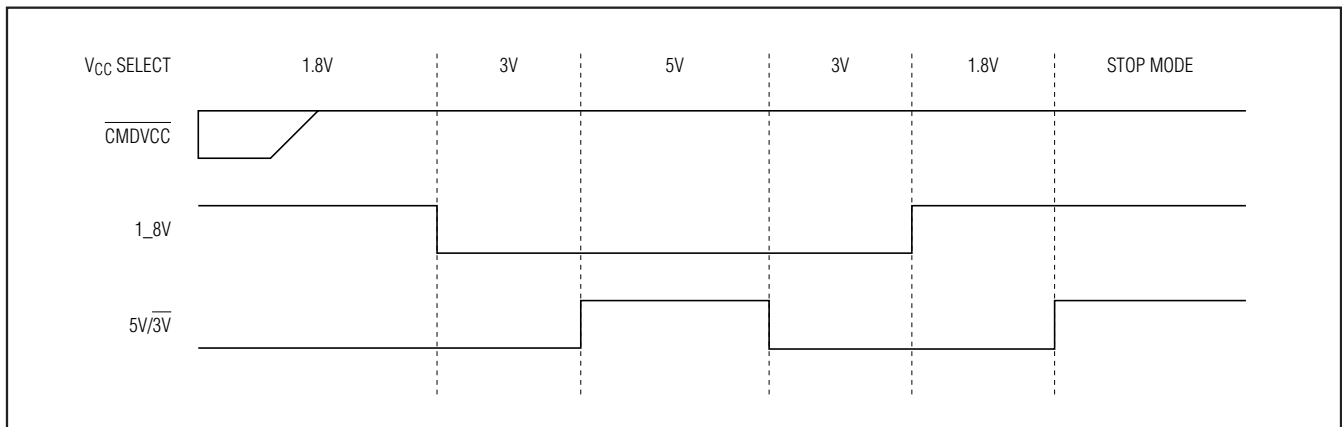 VCC SELECT 1.8V 3V 5V 3V 1.8V STOP MODE
CMDVCC
1_8V
5V/3V